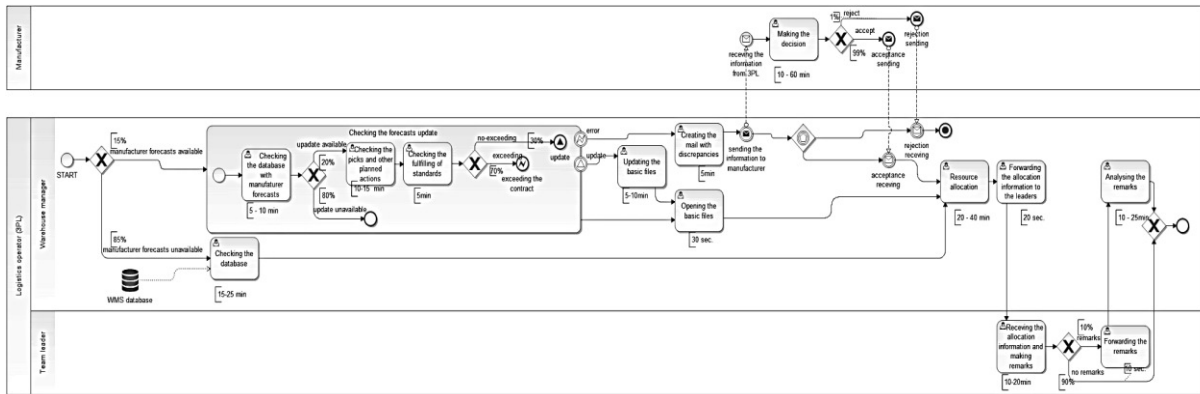 Manufacturer
receving the
information
from 3PL
Making the
decision
10 - 60 min
1%
reject
accept
99%
acceptance
sending
rejection
sending
Logistics operator (3PL)
Warehouse manager
START
15%
manufacturer forecasts available
85%
manufacturer forecasts unavailable
WMS database
Checking the
database
15-25 min
Checking the forecasts update
Checking
the database
with
manufaturer
forecasts
5 - 10 min
update available
20%
80%
update unavailable
Checking the
picks and other
planned
actions
10-15 min
Checking the
fulfilling of
standards
5min
no-exceeding
30%
update
exceeding
70%
exceeding the
contract
error
update
Updating the
basic files
5-10min
Creating the
mail with
discrepancies
5min
Opening the
basic files
30 sec.
sending the
information to
manufacturer
rejection
receving
acceptance
receving
Resource
allocation
20 - 40 min
Forwarding
the allocation
information to
the leaders
20 sec.
Analysing the
remarks
10 - 25min
Team leader
Receving the
allocation
information and
making
remarks
10-20min
10%
remarks
no remarks
90%
Forwarding the
remarks
10 sec.